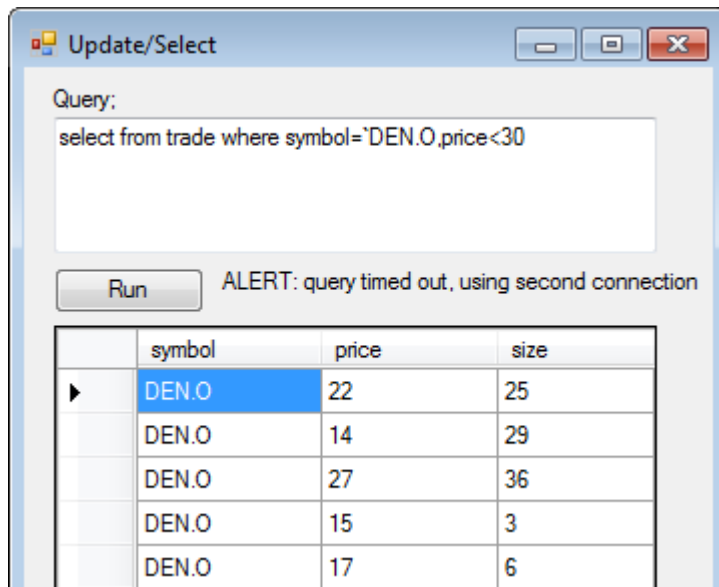 Update/Select
Query;
select from trade where symbol=`DEN.O,price<30
Run ALERT: query timed out, using second connection
symbol price size
DEN.O 22 25
DEN.O 14 29
DEN.O 27 36
DEN.O 15 3
DEN.O 17 6